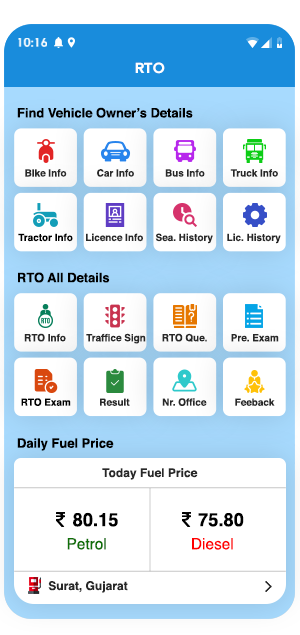 10:16
RTO
Find Vehicle Owner's Details
BIke Info
Car Info
Bus Info
Truck Info
Tractor Info
Licence Info
Sea. History
Lic. History
RTO All Details
RTO
RTO Info
Traffice Sign
RTO Que.
Pre. Exam
RTO Exam
Result
Nr. Office
Feeback
Daily Fuel Price
Today Fuel Price
₹ 80.15
₹ 75.80
Petrol
Diesel
Surat, Gujarat